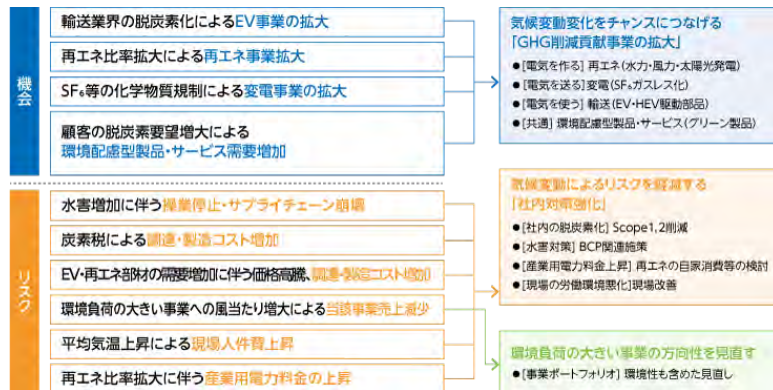 機会
輸送業界の脱炭素化によるEV事業の拡大
再エネ比率拡大による再エネ事業拡大
SF₆等の化学物質規制による変電事業の拡大
顧客の脱炭素要望増大による
環境配慮型製品・サービス需要増加
気候変動変化をチャンスにつなげる
「GHG削減貢献事業の拡大」
●[電気を作る] 再エネ(水力・風力・太陽光発電)
●[電気を送る] 変電(SF₆ガスレス化)
●[電気を使う] 輸送(EV・HEV駆動部品)
●[共通] 環境配慮型製品・サービス(グリーン製品)
リスク
水害増加に伴う操業停止・サプライチェーン崩壊
炭素税による調達・製造コスト増加
EV・再エネ部材の需要増加に伴う価格高騰、調達・製造コスト増加
環境負荷の大きい事業への風当たり増大による当該事業売上減少
平均気温上昇による現場人件費上昇
再エネ比率拡大に伴う産業用電力料金の上昇
気候変動によるリスクを軽減する
「社内対策強化」
●[社内の脱炭素化] Scope1,2削減
●[水害対策] BCP関連施策
●[産業用電力料金上昇] 再エネの自家消費等の検討
●[現場の労働環境悪化]現場改善
環境負荷の大きい事業の方向性を見直す
●[事業ポートフォリオ] 環境性も含めた見直し